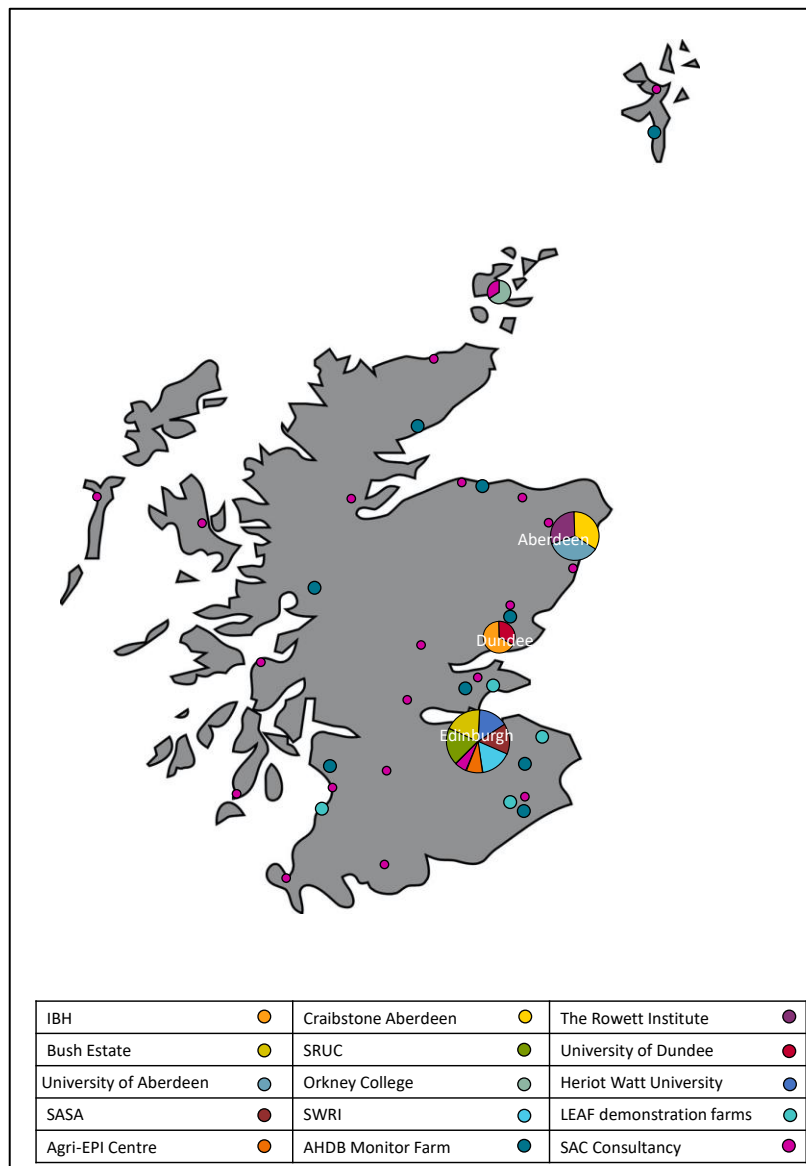 Aberdeen
Dundee
Edinburgh
IBH Craibstone Aberdeen The Rowett Institute
Bush Estate SRUC University of Dundee
University of Aberdeen Orkney College Heriot Watt University
SASA SWRI LEAF demonstration farms
Agri-EPI Centre AHDB Monitor Farm SAC Consultancy